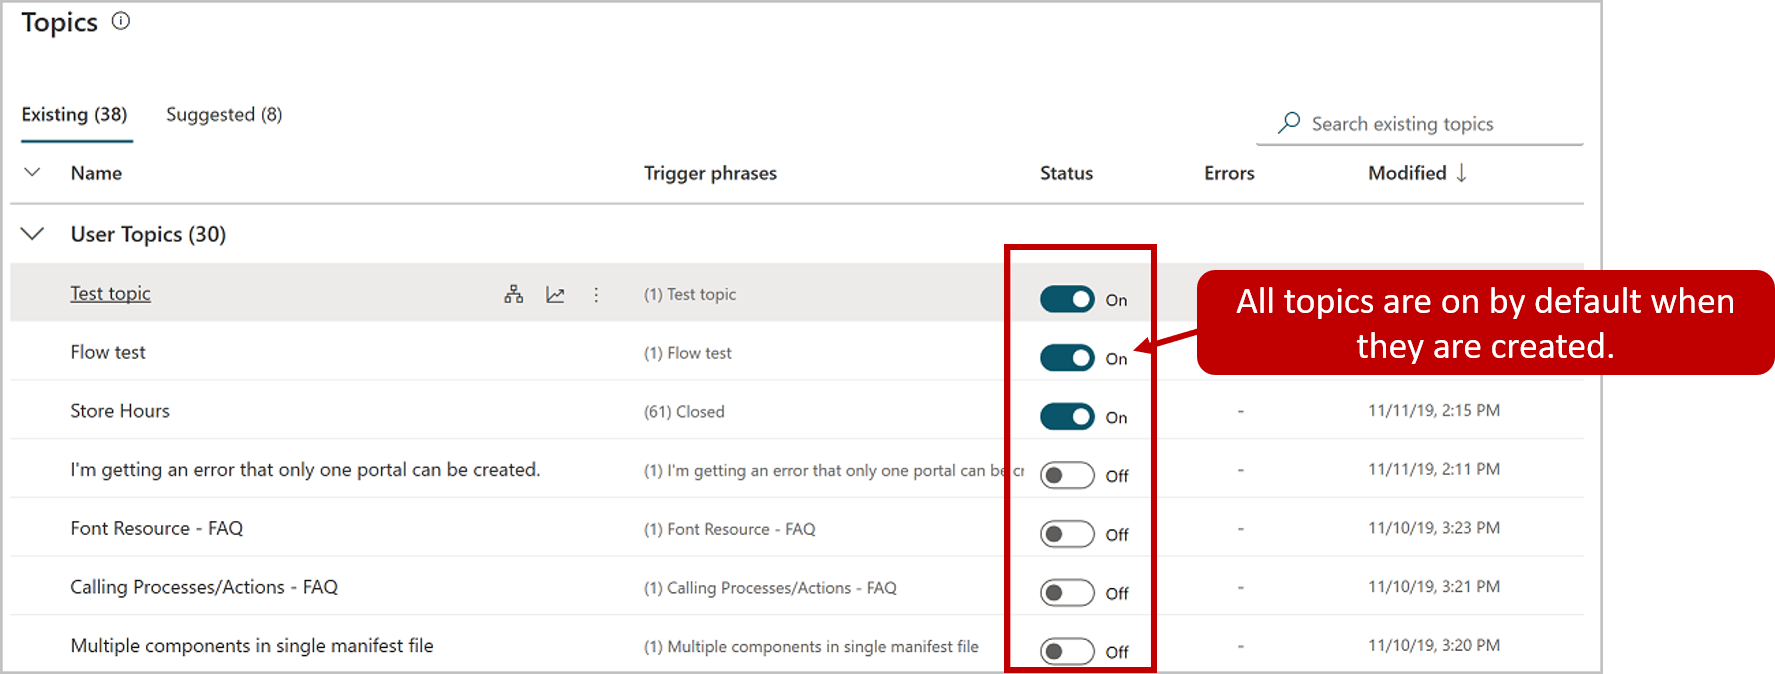 Topics
Existing (38) Suggested (8)
Search existing topics
Name Trigger phrases Status Errors Modified ↓
User Topics (30)
Test topic (1) Test topic On
All topics are on by default when
they are created.
Flow test (1) Flow test On
Store Hours (61) Closed On - 11/11/19, 2:15 PM
I'm getting an error that only one portal can be created. (1) I'm getting an error that only one portal can be cr Off - 11/11/19, 2:11 PM
Font Resource - FAQ (1) Font Resource - FAQ Off - 11/10/19, 3:23 PM
Calling Processes/Actions - FAQ (1) Calling Processes/Actions - FAQ Off - 11/10/19, 3:21 PM
Multiple components in single manifest file (1) Multiple components in single manifest file Off - 11/10/19, 3:20 PM